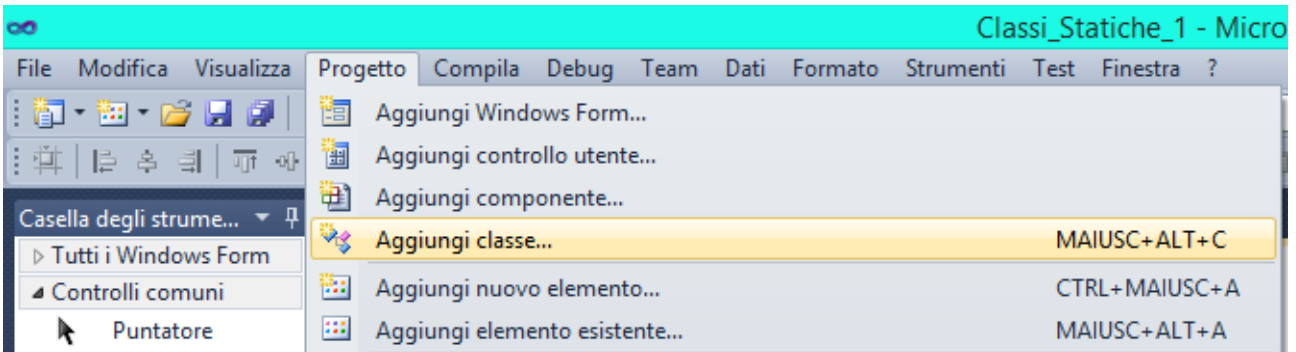 Classi_Statiche_1 - Micro
File Modifica Visualizza Progetto Compila Debug Team Dati Formato Strumenti Test Finestra ?
Aggiungi Windows Form...
Aggiungi controllo utente...
Aggiungi componente...
Casella degli strume...
Aggiungi classe... MAIUSC+ALT+C
Tutti i Windows Form
Aggiungi nuovo elemento... CTRL+MAIUSC+A
Controlli comuni
Aggiungi elemento esistente... MAIUSC+ALT+A
Puntatore